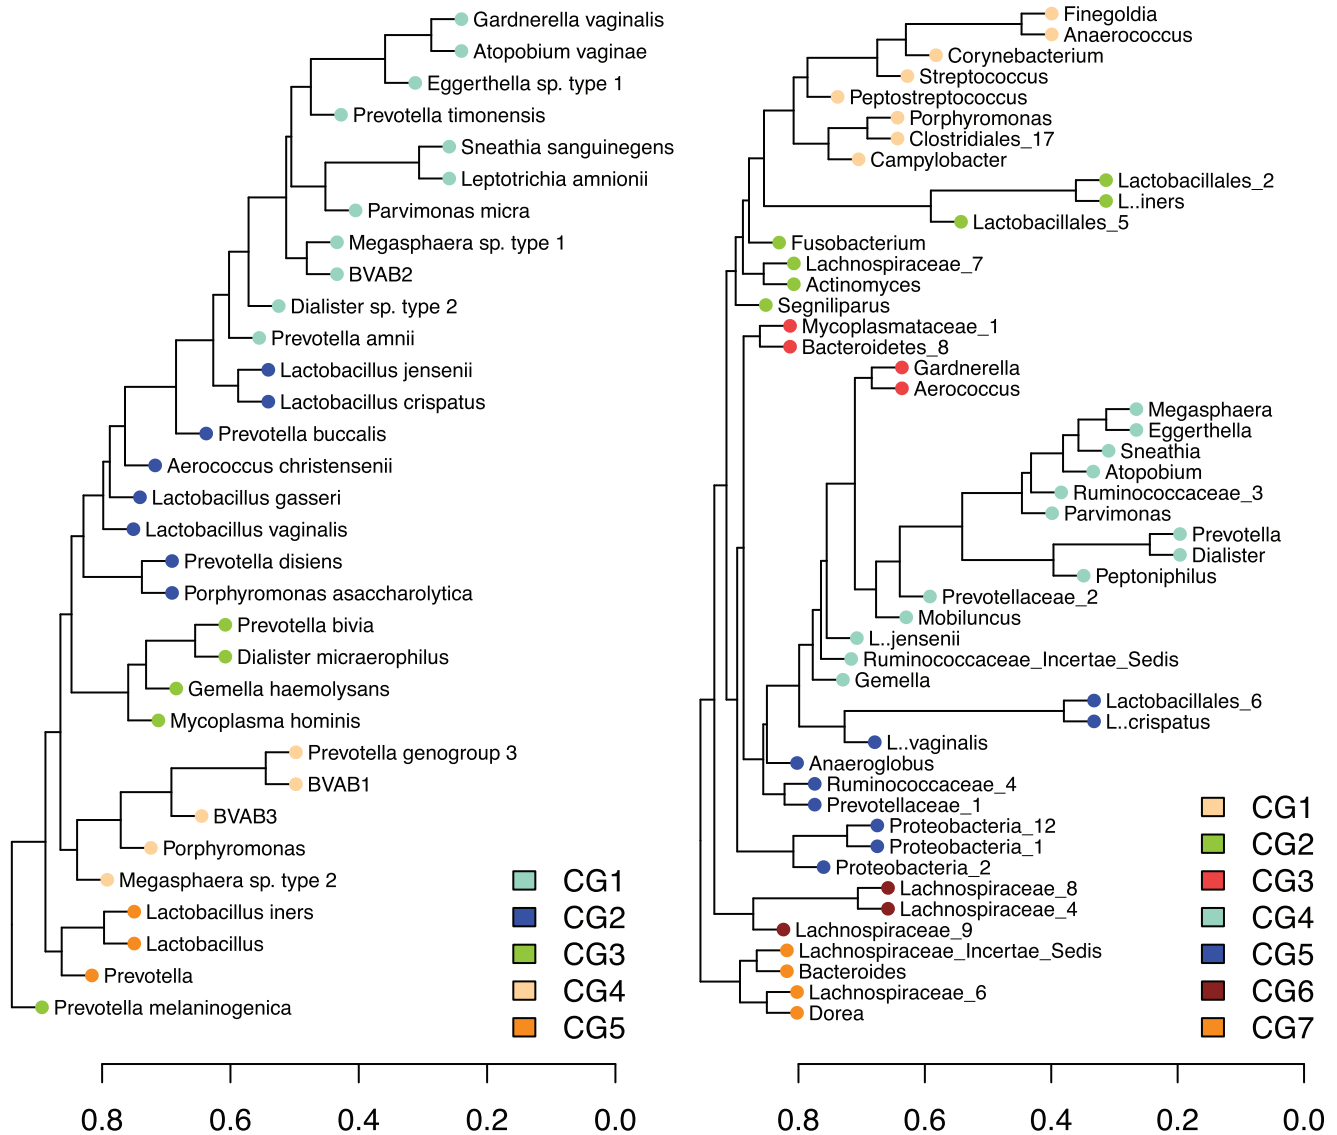 Gardnerella vaginalis
Atopobium vaginae
Eggerthella sp. type 1
Prevotella timonensis
Sneathia sanguinegens
Leptotrichia amnionii
Parvimonas micra
Megasphaera sp. type 1
BVAB2
Dialister sp. type 2
Prevotella amnii
Lactobacillus jensenii
Lactobacillus crispatus
Prevotella buccalis
Aerococcus christensenii
Lactobacillus gasseri
Lactobacillus vaginalis
Prevotella disiens
Porphyromonas asaccharolytica
Prevotella bivia
Dialister micraerophilus
Gemella haemolysans
Mycoplasma hominis
Prevotella genogroup 3
BVAB1
BVAB3
Porphyromonas
Megasphaera sp. type 2
Lactobacillus iners
Lactobacillus
Prevotella
Prevotella melaninogenica
CG1
CG2
CG3
CG4
CG5
0.8 0.6 0.4 0.2 0.0
Finegoldia
Anaerococcus
Corynebacterium
Streptococcus
Peptostreptococcus
Porphyromonas
Clostridiales_17
Campylobacter
Lactobacillales_2
L..iners
Lactobacillales_5
Fusobacterium
Lachnospiraceae_7
Actinomyces
Segniliparus
Mycoplasmataceae_1
Bacteroidetes_8
Gardnerella
Aerococcus
Megasphaera
Eggerthella
Sneathia
Atopobium
Ruminococcaceae_3
Parvimonas
Prevotella
Dialister
Peptoniphilus
Prevotellaceae_2
Mobiluncus
L..jensenii
Ruminococcaceae_Incertae_Sedis
Gemella
Lactobacillales_6
L..crispatus
L..vaginalis
Anaeroglobus
Ruminococcaceae_4
Prevotellaceae_1
Proteobacteria_12
Proteobacteria_1
Proteobacteria_2
Lachnospiraceae_8
Lachnospiraceae_4
Lachnospiraceae_9
Lachnospiraceae_Incertae_Sedis
Bacteroides
Lachnospiraceae_6
Dorea
CG1
CG2
CG3
CG4
CG5
CG6
CG7
0.8 0.6 0.4 0.2 0.0